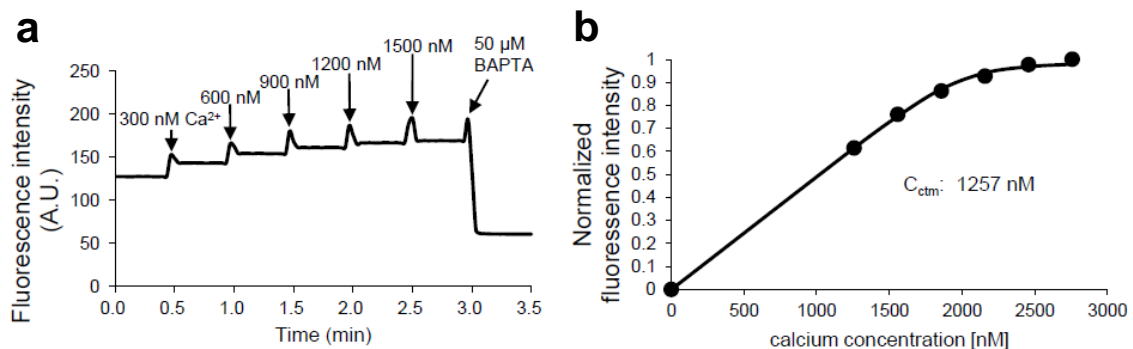 a
300 nM Ca²⁺
600 nM
900 nM
1200 nM
1500 nM
50 µM
BAPTA
Fluorescence intensity
(A.U.)
250
200
150
100
50
0
0.0 0.5 1.0 1.5 2.0 2.5 3.0 3.5
Time (min)
b
Normalized
fluoressence intensity
1
0.9
0.8
0.7
0.6
0.5
0.4
0.3
0.2
0.1
0
Cctm: 1257 nM
0 500 1000 1500 2000 2500 3000
calcium concentration [nM]